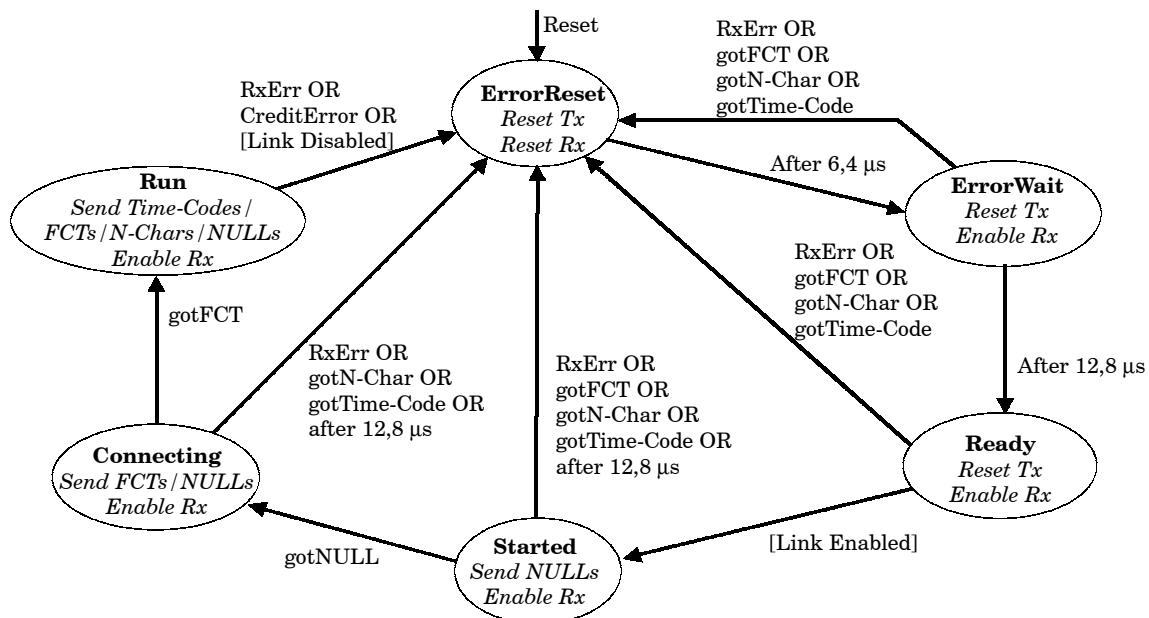 Reset
RxErr OR
gotFCT OR
gotN-Char OR
gotTime-Code
RxErr OR
CreditError OR
[Link Disabled]
ErrorReset
Reset Tx
Reset Rx
After 6,4 µs
ErrorWait
Reset Tx
Enable Rx
Run
Send Time-Codes/
FCTs/N-Chars/NULLs
Enable Rx
RxErr OR
gotFCT OR
gotN-Char OR
gotTime-Code
gotFCT
RxErr OR
gotN-Char OR
gotTime-Code OR
after 12,8 µs
RxErr OR
gotFCT OR
gotN-Char OR
gotTime-Code OR
after 12,8 µs
After 12,8 µs
Connecting
Send FCTs/NULLs
Enable Rx
Ready
Reset Tx
Enable Rx
gotNULL
Started
Send NULLs
Enable Rx
[Link Enabled]